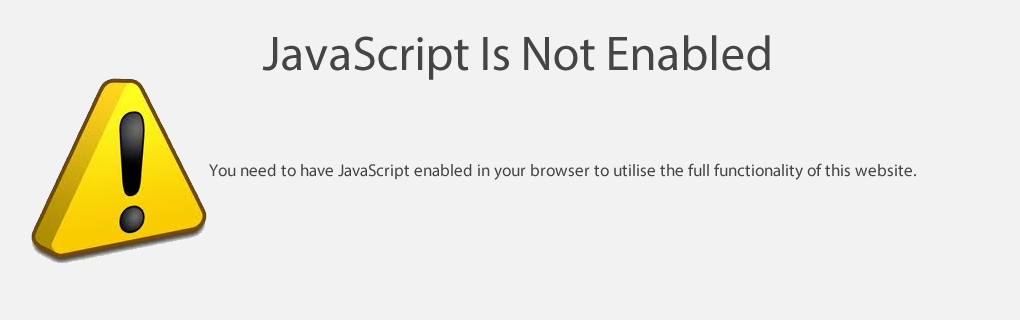 JavaScript Is Not Enabled
You need to have JavaScript enabled in your browser to utilise the full functionality of this website.